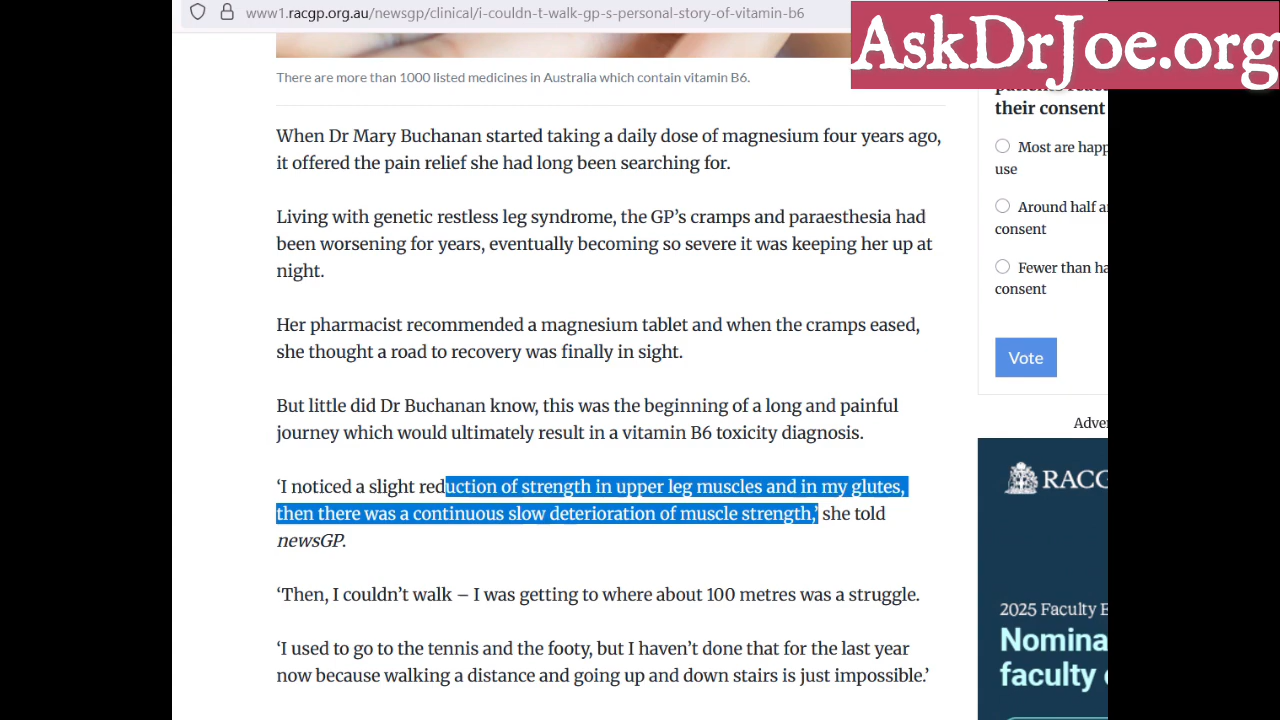 www1.racgp.org.au/newsgp/clinical/i-couldn-t-walk-gp-s-personal-story-of-vitamin-b6
AskDrJoe.org
There are more than 1000 listed medicines in Australia which contain vitamin B6.
their consent
When Dr Mary Buchanan started taking a daily dose of magnesium four years ago,
it offered the pain relief she had long been searching for.
Living with genetic restless leg syndrome, the GP’s cramps and paraesthesia had
been worsening for years, eventually becoming so severe it was keeping her up at
night.
Her pharmacist recommended a magnesium tablet and when the cramps eased,
she thought a road to recovery was finally in sight.
But little did Dr Buchanan know, this was the beginning of a long and painful
journey which would ultimately result in a vitamin B6 toxicity diagnosis.
‘I noticed a slight reduction of strength in upper leg muscles and in my glutes,
then there was a continuous slow deterioration of muscle strength,’ she told
newsGP.
‘Then, I couldn’t walk – I was getting to where about 100 metres was a struggle.
‘I used to go to the tennis and the footy, but I haven’t done that for the last year
now because walking a distance and going up and down stairs is just impossible.’
Most are
use
Around half
consent
Fewer than
consent
Vote
RACG
2025 Faculty
Nomina
faculty